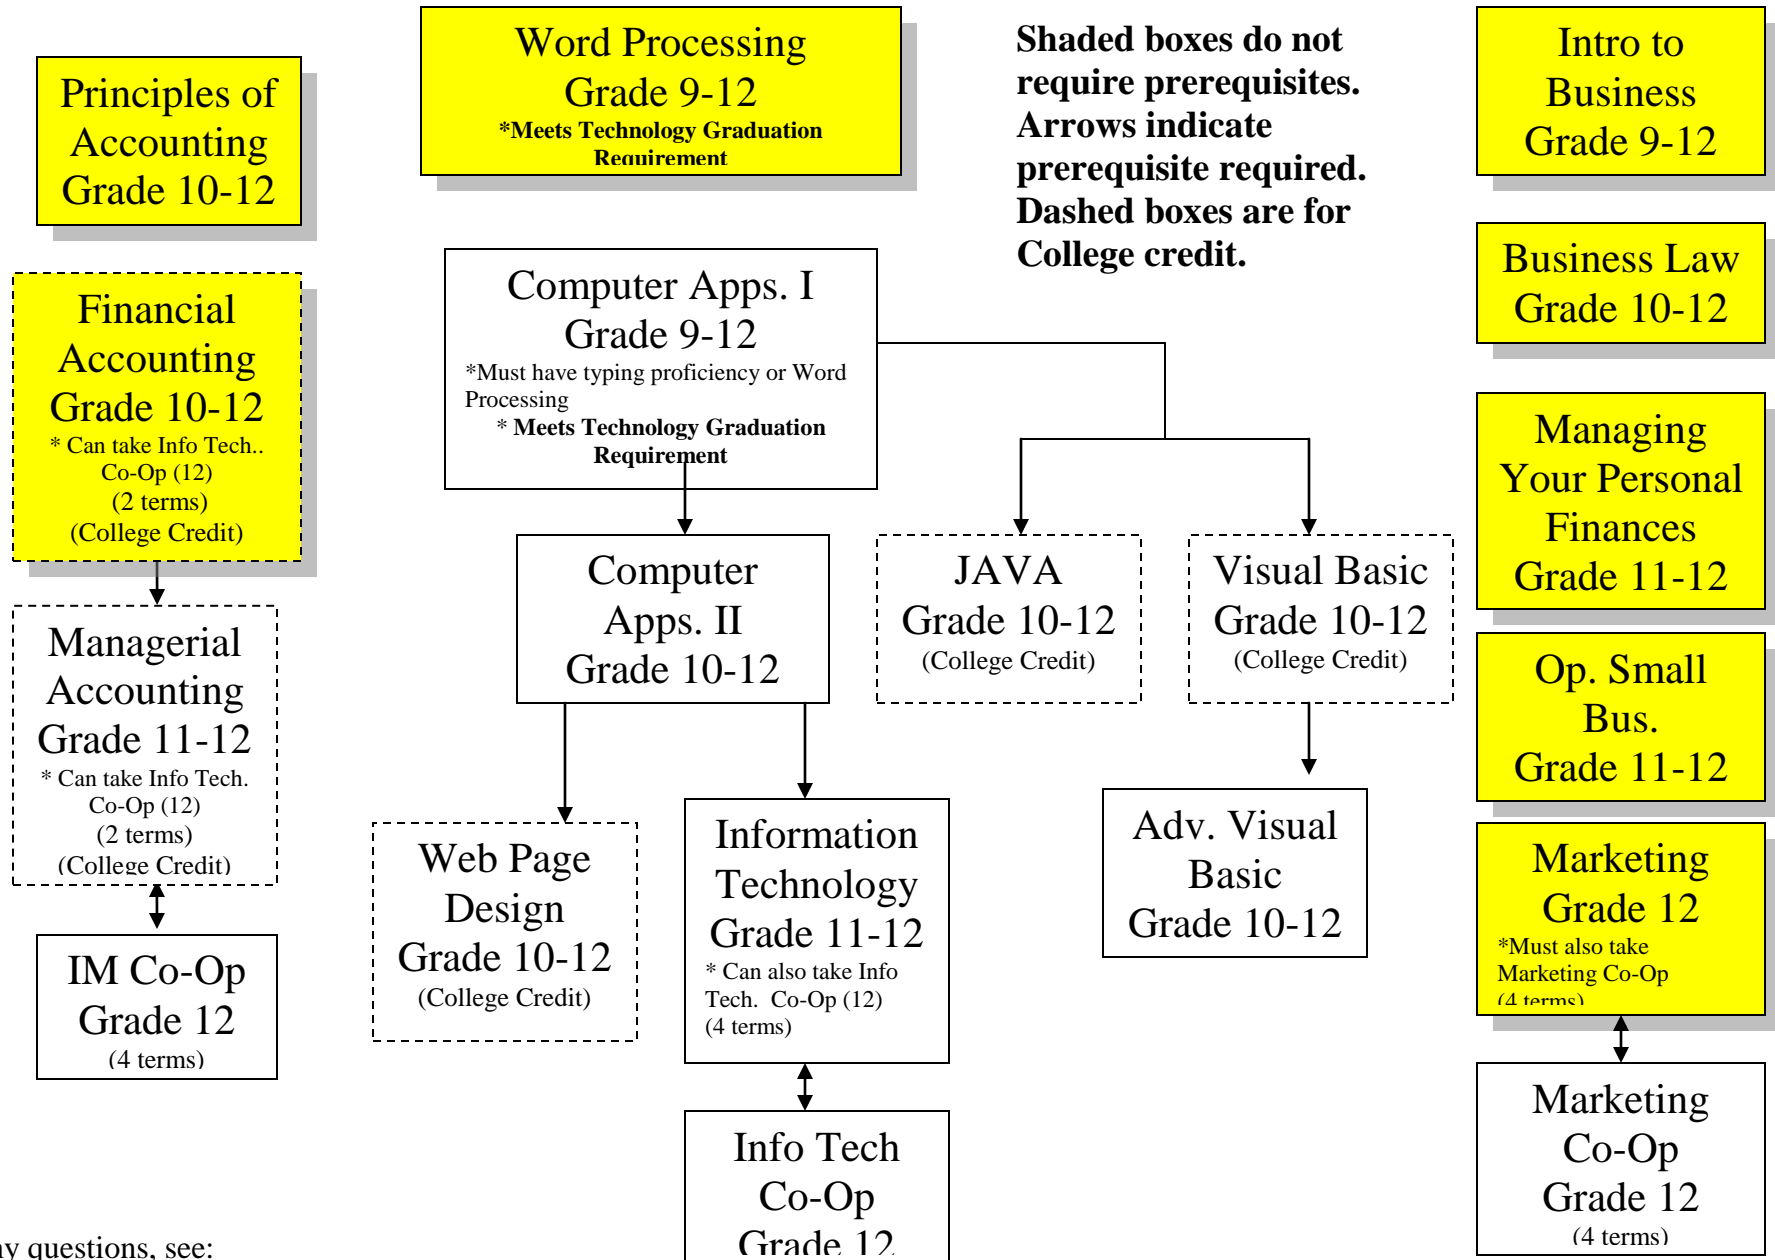 Principles of
Accounting
Grade 10-12
Word Processing
Grade 9-12
*Meets Technology Graduation
Requirement
Shaded boxes do not
require prerequisites.
Arrows indicate
prerequisite required.
Dashed boxes are for
College credit.
Intro to
Business
Grade 9-12
Business Law
Grade 10-12
Financial
Accounting
Grade 10-12
* Can take Info Tech..
Co-Op (12)
(2 terms)
(College Credit)
Computer Apps. I
Grade 9-12
*Must have typing proficiency or Word
Processing
* Meets Technology Graduation
Requirement
Managing
Your Personal
Finances
Grade 11-12
Managerial
Accounting
Grade 11-12
* Can take Info Tech.
Co-Op (12)
(2 terms)
(College Credit)
Computer
Apps. II
Grade 10-12
JAVA
Grade 10-12
(College Credit)
Visual Basic
Grade 10-12
(College Credit)
Op. Small
Bus.
Grade 11-12
Web Page
Design
Grade 10-12
(College Credit)
Information
Technology
Grade 11-12
* Can also take Info
Tech. Co-Op (12)
(4 terms)
Adv. Visual
Basic
Grade 10-12
Marketing
Grade 12
*Must also take
Marketing Co-Op
(4 terms)
IM Co-Op
Grade 12
(4 terms)
Info Tech
Co-Op
Grade 12
Marketing
Co-Op
Grade 12
(4 terms)
questions, see: